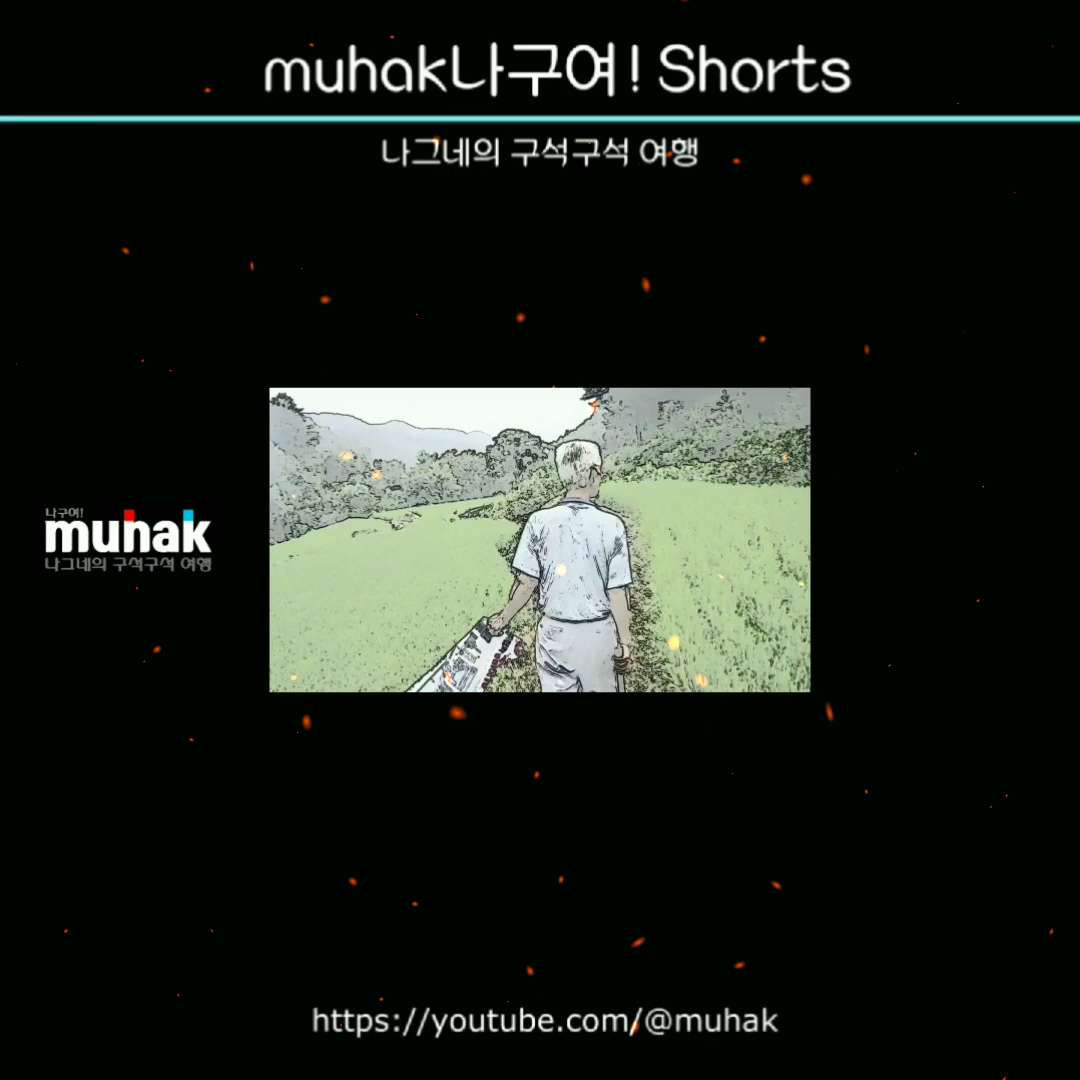 muhak나구여! Shorts
나그네의 구석구석 여행
나구여!
muhak
나그네의 구석구석 여행
https://youtube.com/@muhak